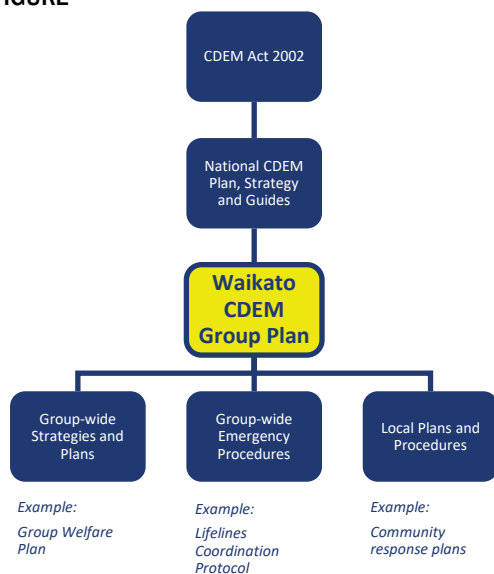 FIGURE
CDEM Act 2002
National CDEM
Plan, Strategy
and Guides
Waikato
CDEM
Group Plan
Group-wide
Strategies and
Plans
Group-wide
Emergency
Procedures
Local Plans and
Procedures
Example:
Group Welfare
Plan
Example:
Lifelines
Coordination
Protocol
Example:
Community
response plans